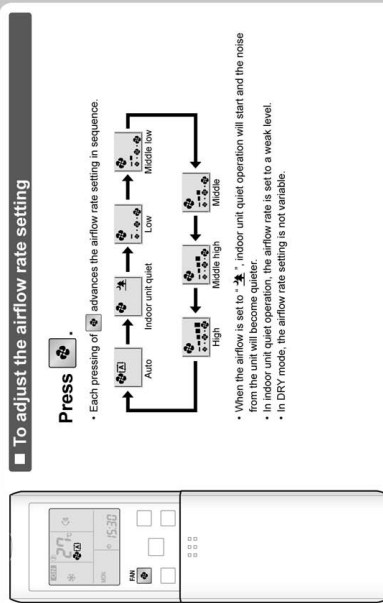 ■ To adjust the airflow rate setting
Press .
• Each pressing of  advances the airflow rate setting in sequence.
Auto
Indoor unit quiet
Low
Middle low
High
Middle high
Middle
• When the airflow is set to " ", indoor unit quiet operation will start and the noise
from the unit will become quieter.
• In indoor unit quiet operation, the airflow rate is set to a weak level.
• In DRY mode, the airflow rate setting is not variable.
27
MON
15:30
FAN